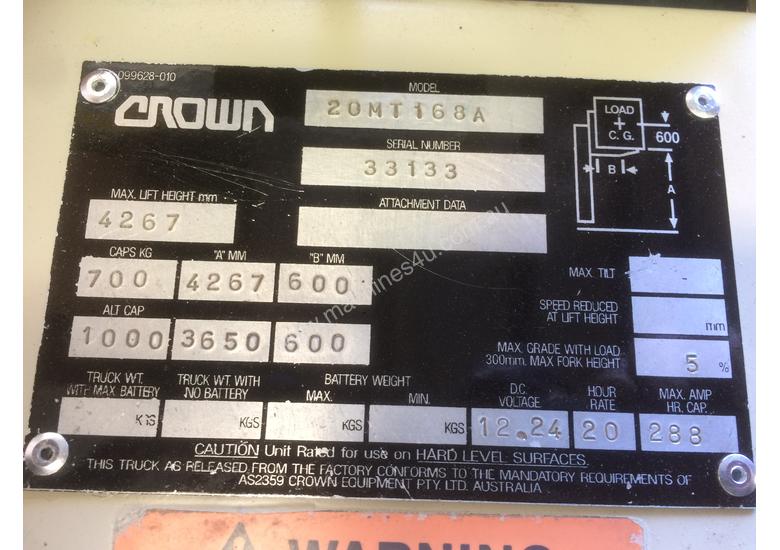 099628-010
CROWN
MODEL
20MT168A
SERIAL NUMBER
33133
MAX. LIFT HEIGHT mm
4267
ATTACHMENT DATA
LOAD
+
C. G.
600
B
A
CAPS KG "A" MM "B" MM
700 4267 600
ALT CAP
1000 3650 600
MAX. TILT
SPEED REDUCED
AT LIFT HEIGHT mm
MAX. GRADE WITH LOAD
300mm. MAX FORK HEIGHT 5 %
TRUCK WT.
WITH MAX. BATTERY KGS
TRUCK WT. WITH
NO BATTERY KGS
BATTERY WEIGHT
MAX. KGS
MIN. KGS
D.C.
VOLTAGE
12.24
HOUR
RATE
20
MAX. AMP
HR. CAP.
288
CAUTION Unit Rated for use on HARD LEVEL SURFACES.
THIS TRUCK AS RELEASED FROM THE FACTORY CONFORMS TO THE MANDATORY REQUIREMENTS OF
AS2359 CROWN EQUIPMENT PTY. LTD. AUSTRALIA
www.machines4u.com.au
WARNING